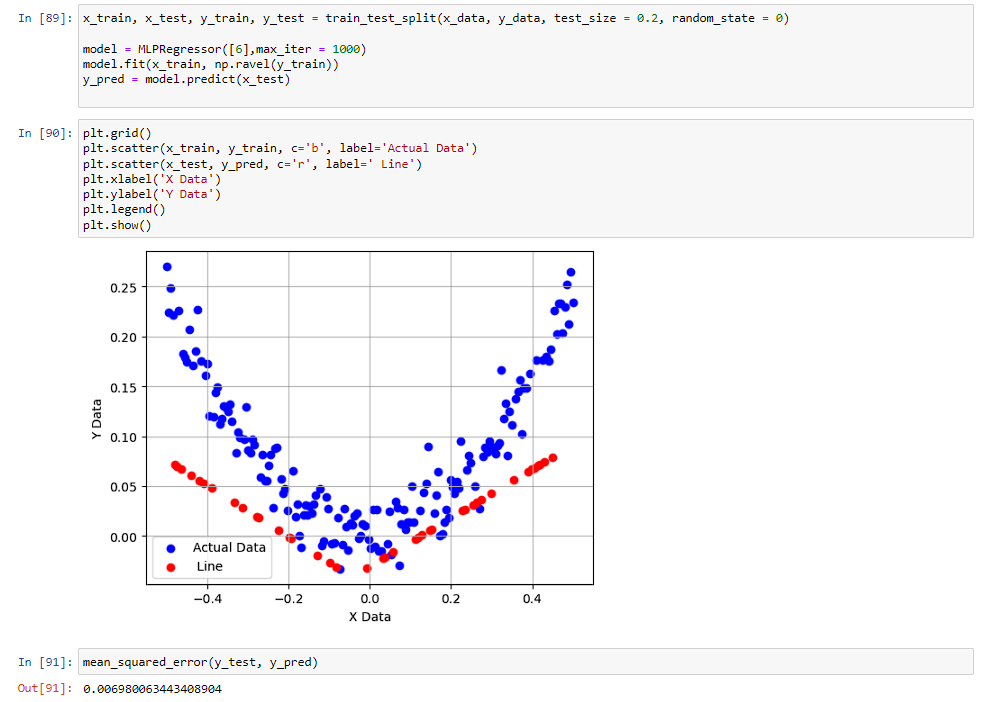 In [89]: x_train, x_test, y_train, y_test = train_test_split(x_data, y_data, test_size = 0.2, random_state = 0)
model = MLPRegressor([6],max_iter = 1000)
model.fit(x_train, np.ravel(y_train))
y_pred = model.predict(x_test)
In [90]: plt.grid()
plt.scatter(x_train, y_train, c='b', label='Actual Data')
plt.scatter(x_test, y_pred, c='r', label=' Line')
plt.xlabel('X Data')
plt.ylabel('Y Data')
plt.legend()
plt.show()
0.25
0.20
0.15
0.10
0.05
0.00
Y Data
Actual Data
Line
−0.4 −0.2 0.0 0.2 0.4
X Data
In [91]: mean_squared_error(y_test, y_pred)
Out[91]: 0.006980063443408904